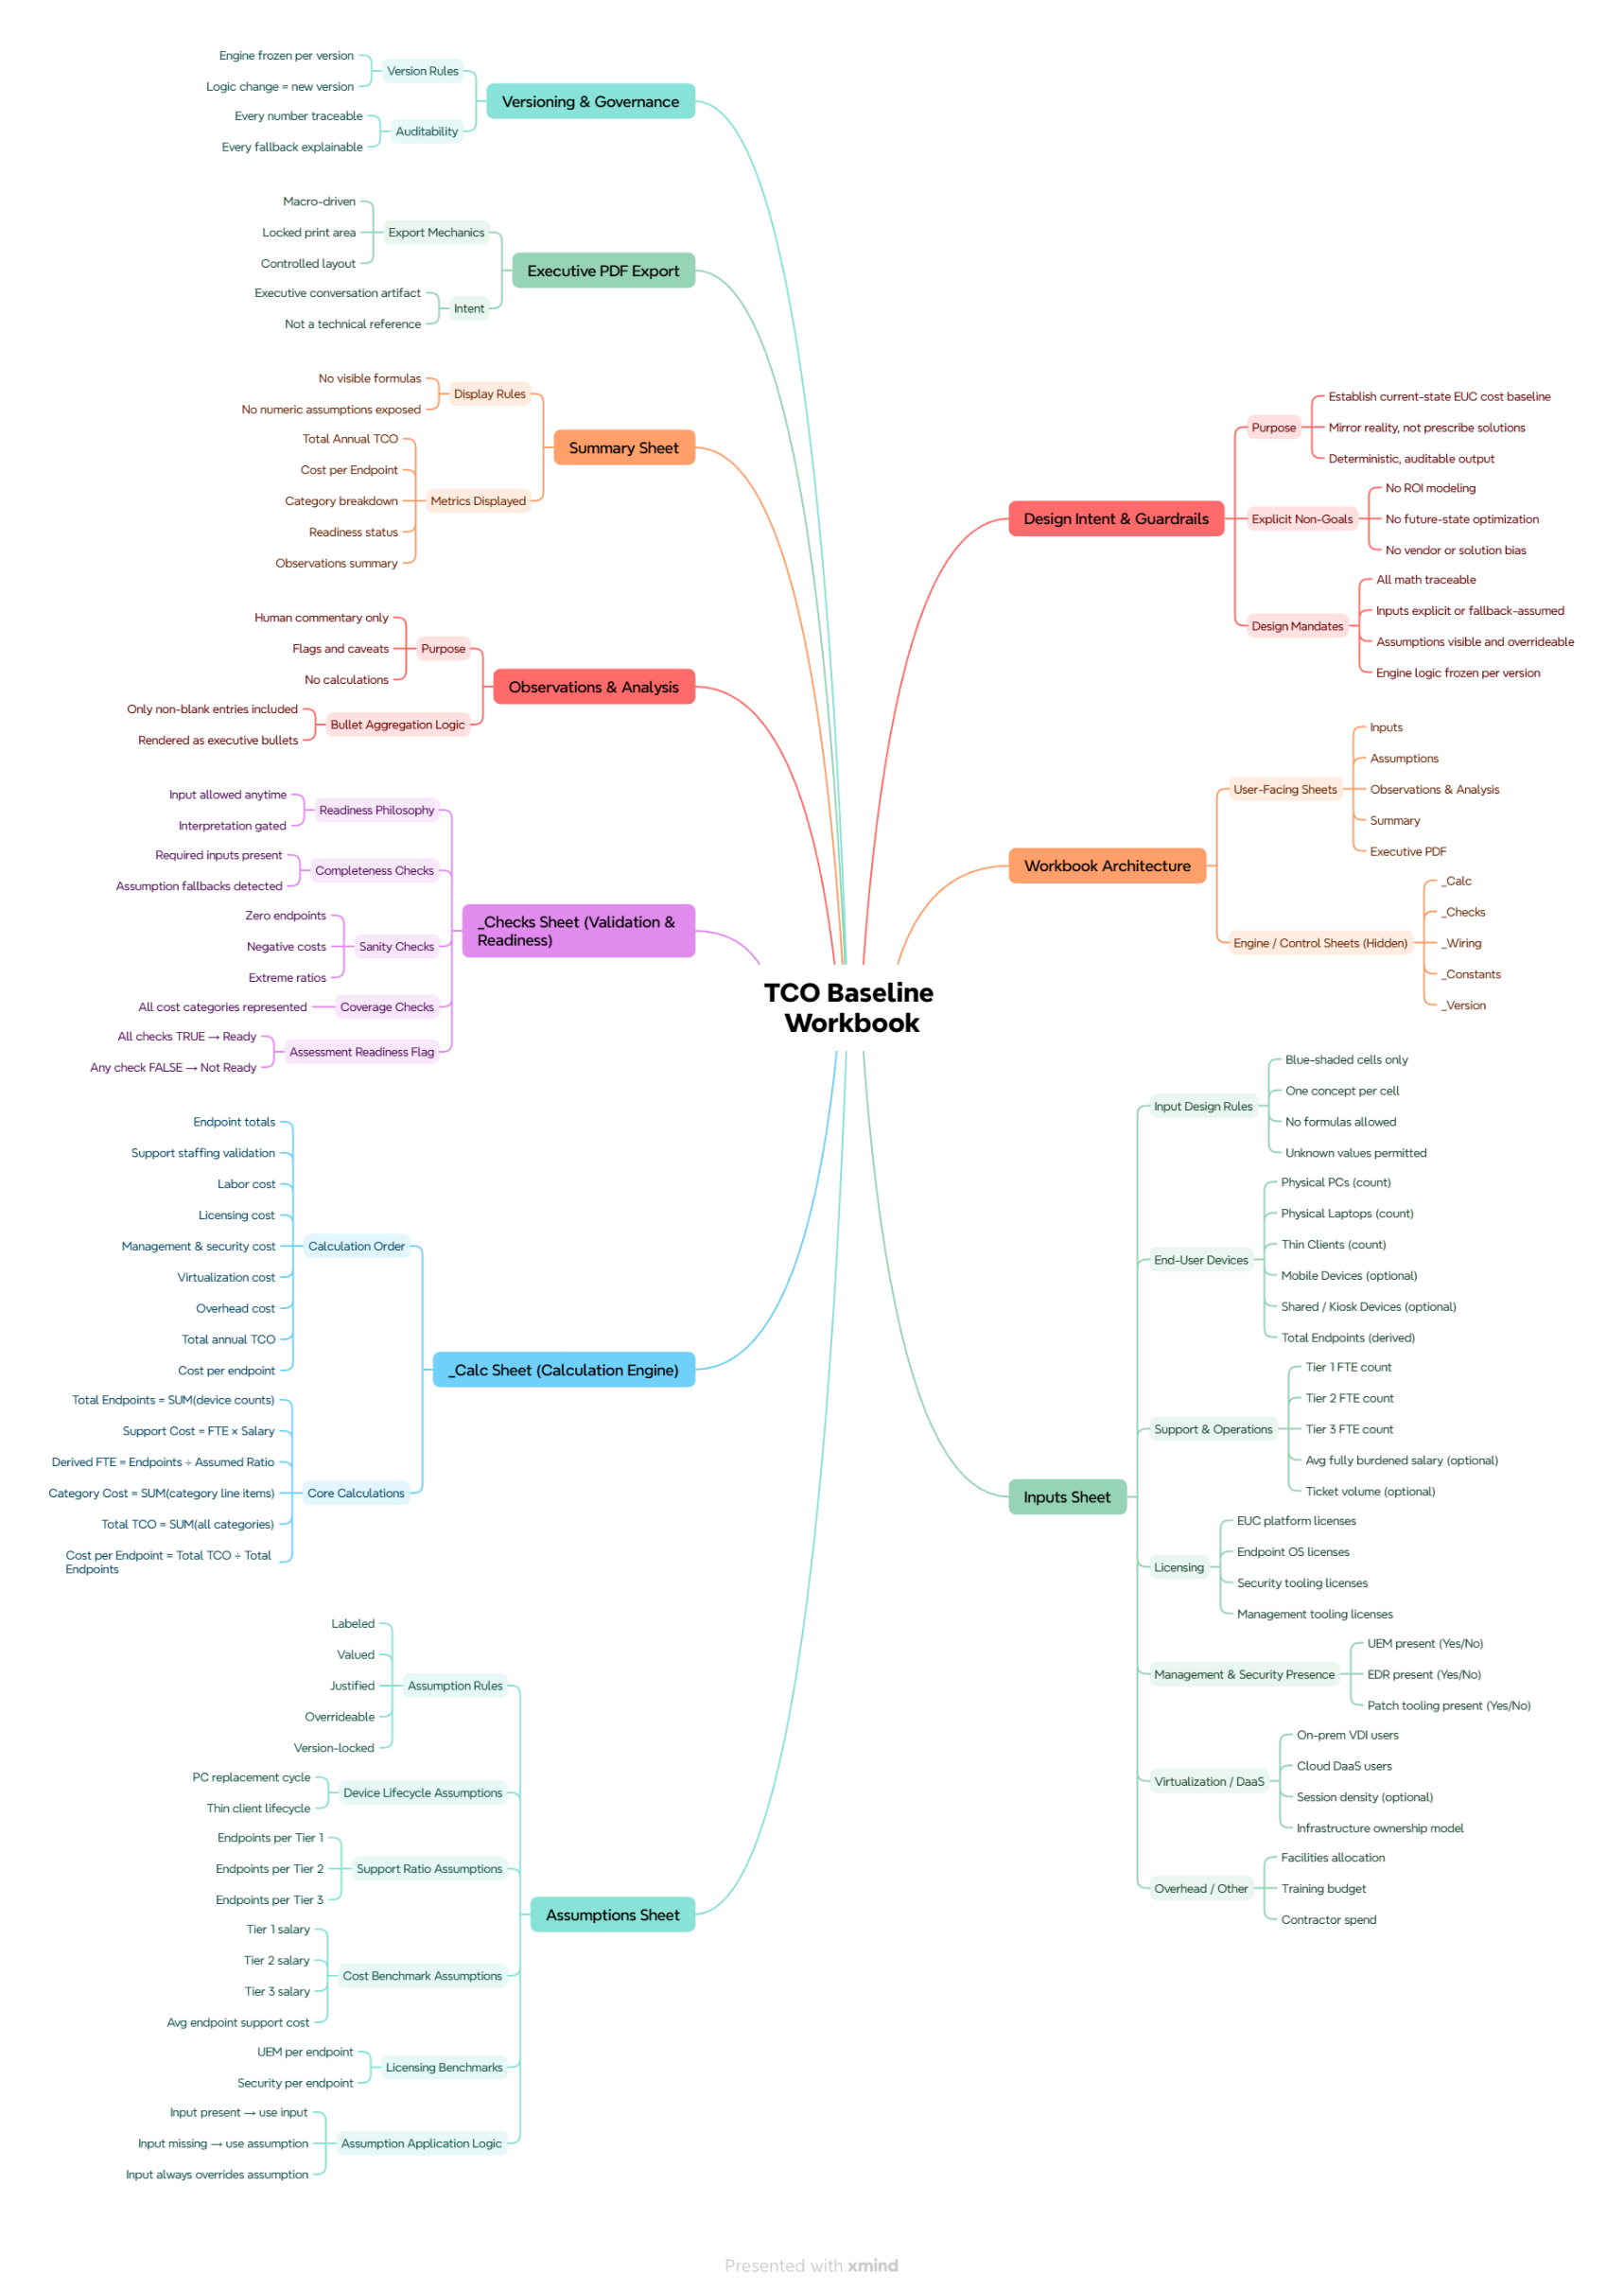 TCO Baseline
Workbook
Design Intent & Guardrails
Purpose
Establish current-state EUC cost baseline
Mirror reality, not prescribe solutions
Deterministic, auditable output
Explicit Non-Goals
No ROI modeling
No future-state optimization
No vendor or solution bias
Design Mandates
All math traceable
Inputs explicit or fallback-assumed
Assumptions visible and overrideable
Engine logic frozen per version
Workbook Architecture
User-Facing Sheets
Inputs
Assumptions
Observations & Analysis
Summary
Executive PDF
Engine / Control Sheets (Hidden)
_Calc
_Checks
_Wiring
_Constants
_Version
Inputs Sheet
Input Design Rules
Blue-shaded cells only
One concept per cell
No formulas allowed
Unknown values permitted
End-User Devices
Physical PCs (count)
Physical Laptops (count)
Thin Clients (count)
Mobile Devices (optional)
Shared / Kiosk Devices (optional)
Total Endpoints (derived)
Support & Operations
Tier 1 FTE count
Tier 2 FTE count
Tier 3 FTE count
Avg fully burdened salary (optional)
Ticket volume (optional)
Licensing
EUC platform licenses
Endpoint OS licenses
Security tooling licenses
Management tooling licenses
Management & Security Presence
UEM present (Yes/No)
EDR present (Yes/No)
Patch tooling present (Yes/No)
Virtualization / DaaS
On-prem VDI users
Cloud DaaS users
Session density (optional)
Infrastructure ownership model
Overhead / Other
Facilities allocation
Training budget
Contractor spend
Versioning & Governance
Version Rules
Engine frozen per version
Logic change = new version
Auditability
Every number traceable
Every fallback explainable
Executive PDF Export
Export Mechanics
Macro-driven
Locked print area
Controlled layout
Intent
Executive conversation artifact
Not a technical reference
Summary Sheet
Display Rules
No visible formulas
No numeric assumptions exposed
Metrics Displayed
Total Annual TCO
Cost per Endpoint
Category breakdown
Readiness status
Observations summary
Observations & Analysis
Purpose
Human commentary only
Flags and caveats
No calculations
Bullet Aggregation Logic
Only non-blank entries included
Rendered as executive bullets
_Checks Sheet (Validation &
Readiness)
Readiness Philosophy
Input allowed anytime
Interpretation gated
Completeness Checks
Required inputs present
Assumption fallbacks detected
Sanity Checks
Zero endpoints
Negative costs
Extreme ratios
Coverage Checks
All cost categories represented
Assessment Readiness Flag
All checks TRUE → Ready
Any check FALSE → Not Ready
_Calc Sheet (Calculation Engine)
Calculation Order
Endpoint totals
Support staffing validation
Labor cost
Licensing cost
Management & security cost
Virtualization cost
Overhead cost
Total annual TCO
Cost per endpoint
Core Calculations
Total Endpoints = SUM(device counts)
Support Cost = FTE × Salary
Derived FTE = Endpoints ÷ Assumed Ratio
Category Cost = SUM(category line items)
Total TCO = SUM(all categories)
Cost per Endpoint = Total TCO ÷ Total
Endpoints
Assumptions Sheet
Assumption Rules
Labeled
Valued
Justified
Overrideable
Version-locked
Device Lifecycle Assumptions
PC replacement cycle
Thin client lifecycle
Support Ratio Assumptions
Endpoints per Tier 1
Endpoints per Tier 2
Endpoints per Tier 3
Cost Benchmark Assumptions
Tier 1 salary
Tier 2 salary
Tier 3 salary
Avg endpoint support cost
Licensing Benchmarks
UEM per endpoint
Security per endpoint
Assumption Application Logic
Input present → use input
Input missing → use assumption
Input always overrides assumption
Presented with xmind